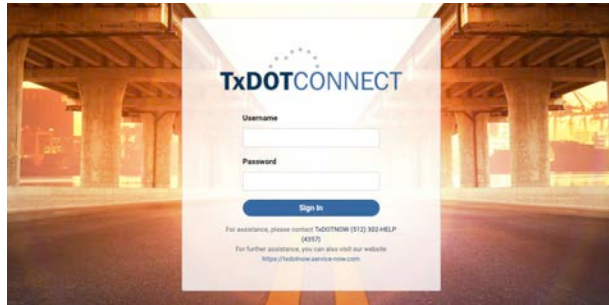 TxDOTCONNECT
Username
Password
Sign In
For assistance, please contact TxDOTNOW (512) 302-HELP
(4357)
For further assistance, you can also visit our website
https://txdotnow.service-now.com